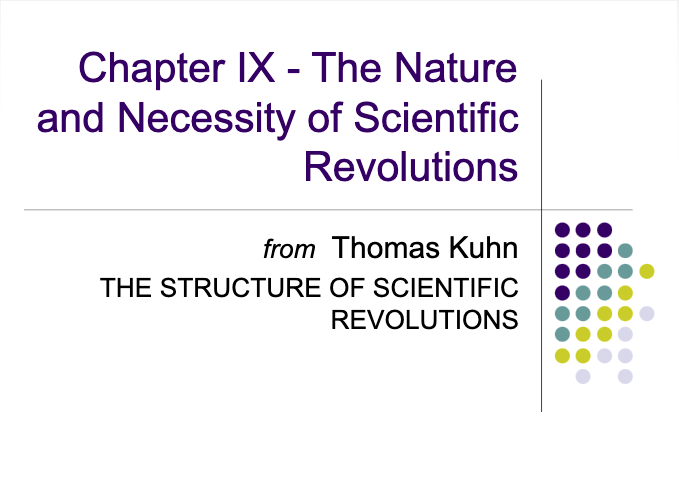 Chapter IX - The Nature
and Necessity of Scientific
Revolutions
from Thomas Kuhn
THE STRUCTURE OF SCIENTIFIC
REVOLUTIONS